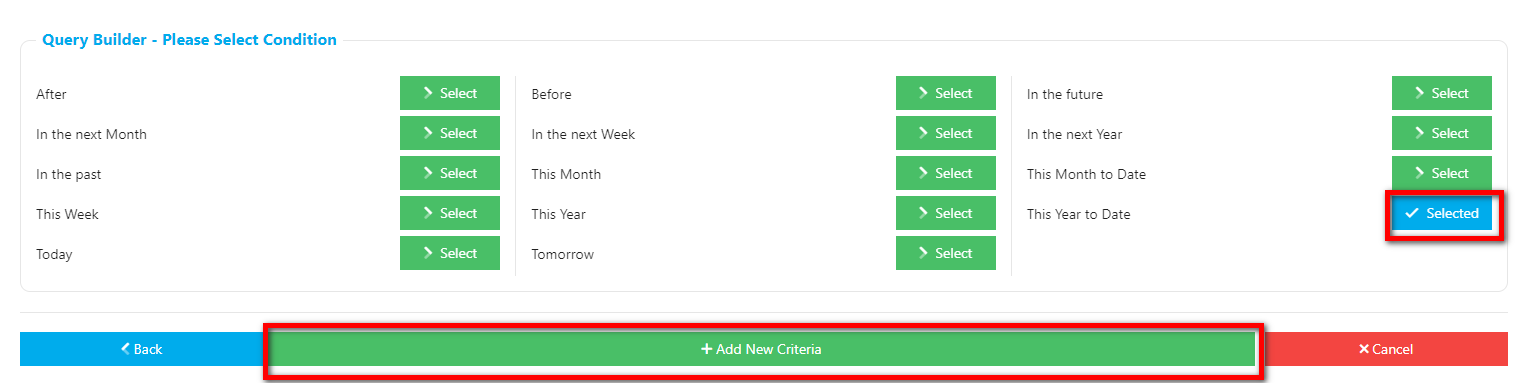 Query Builder - Please Select Condition
After Select Before Select In the future Select
In the next Month Select In the next Week Select In the next Year Select
In the past Select This Month Select This Month to Date Select
This Week Select This Year Select This Year to Date Selected
Today Select Tomorrow Select
Back Add New Criteria Cancel